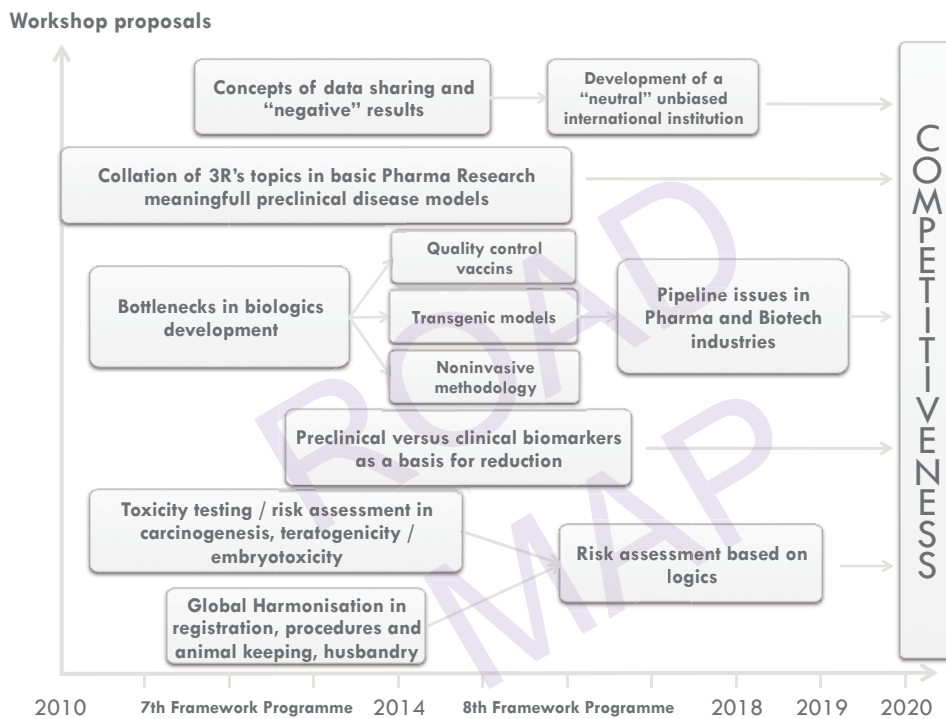 Workshop proposals
Concepts of data sharing and
“negative” results
Development of a
“neutral” unbiased
international institution
Collation of 3R’s topics in basic Pharma Research
meaningfull preclinical disease models
Bottlenecks in biologics
development
Quality control
vaccins
Transgenic models
Noninvasive
methodology
Pipeline issues in
Pharma and Biotech
industries
Preclinical versus clinical biomarkers
as a basis for reduction
Toxicity testing / risk assessment in
carcinogenesis, teratogenicity /
embryotoxicity
Global Harmonisation in
registration, procedures and
animal keeping, husbandry
Risk assessment based on
logics
COMPETITIVENESS
ROAD
MAP
2010 7th Framework Programme 2014 8th Framework Programme 2018 2019 2020